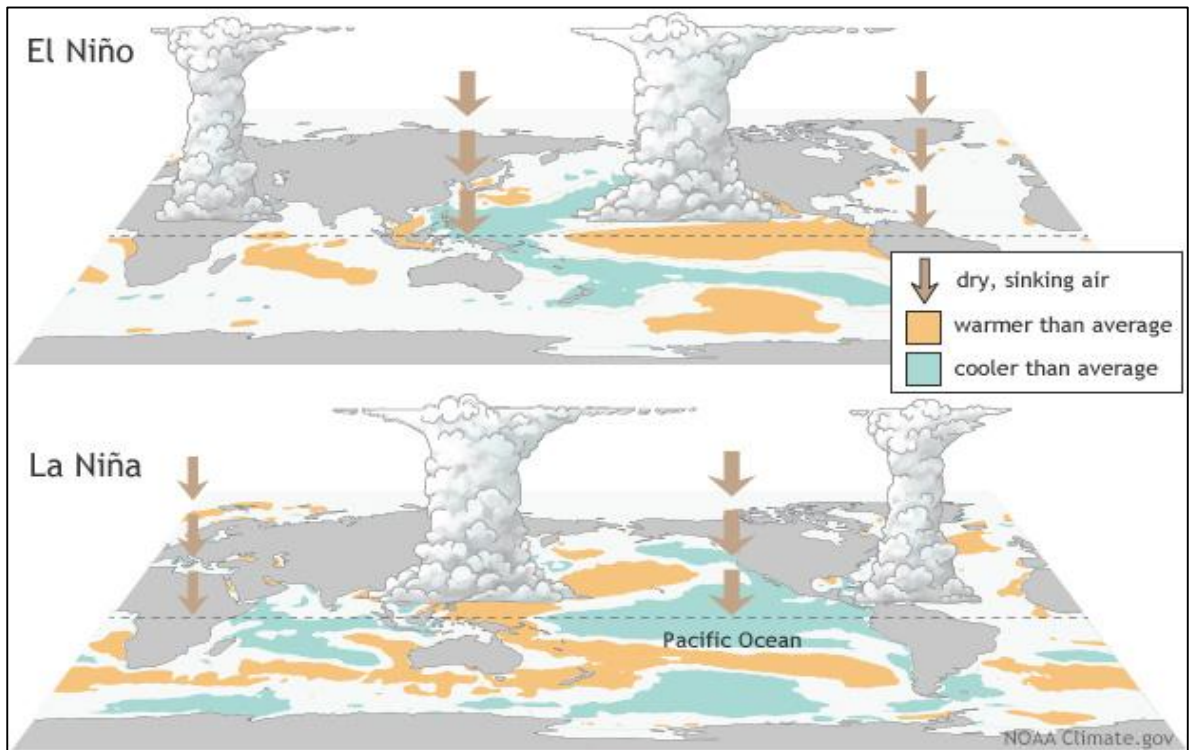 El Niño
dry, sinking air
warmer than average
cooler than average
La Niña
Pacific Ocean
NOAA Climate.gov